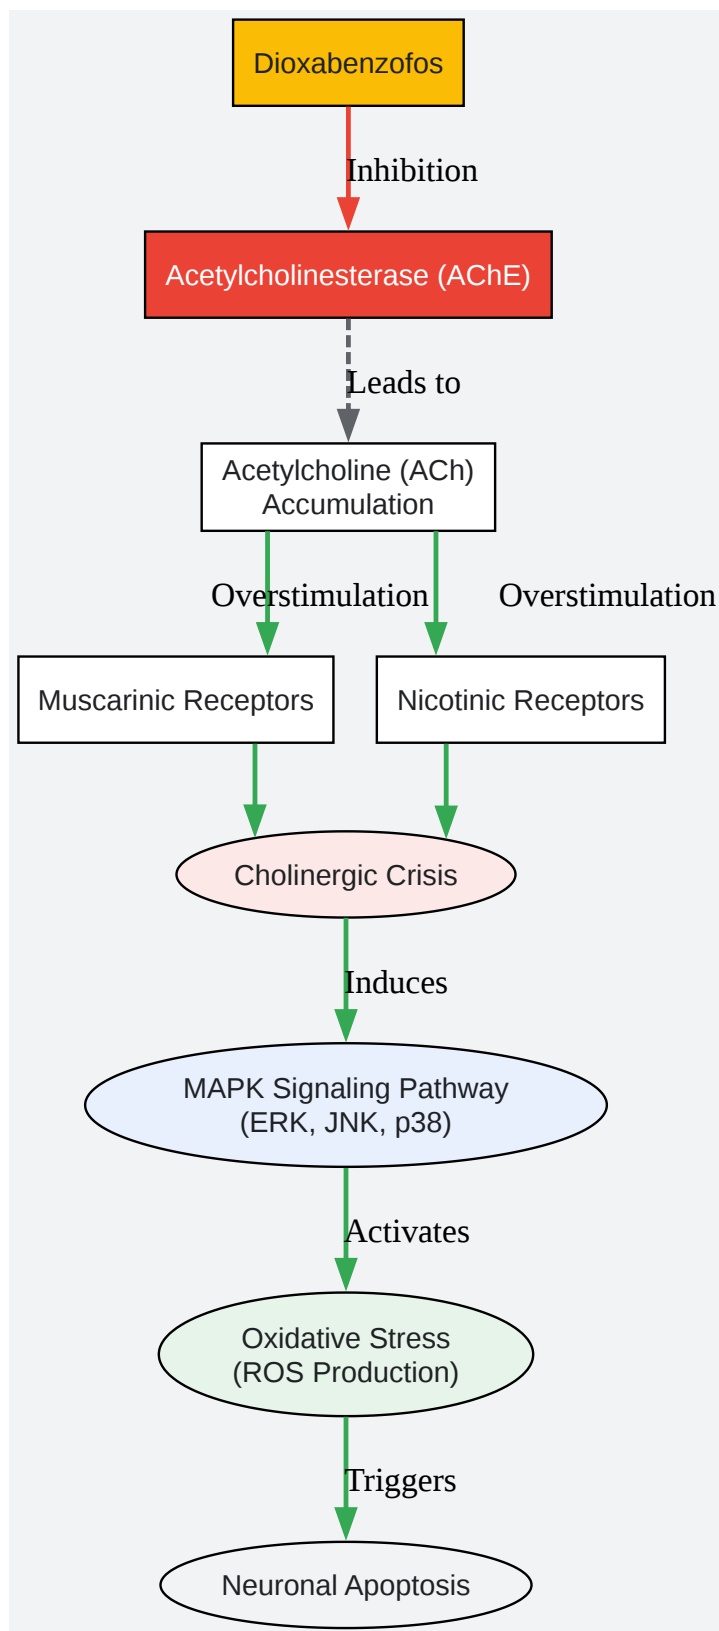 Dioxabenzofos
Inhibition
Acetylcholinesterase (AChE)
Leads to
Acetylcholine (ACh)
Accumulation
Overstimulation
Overstimulation
Muscarinic Receptors
Nicotinic Receptors
Cholinergic Crisis
Induces
MAPK Signaling Pathway
(ERK, JNK, p38)
Activates
Oxidative Stress
(ROS Production)
Triggers
Neuronal Apoptosis